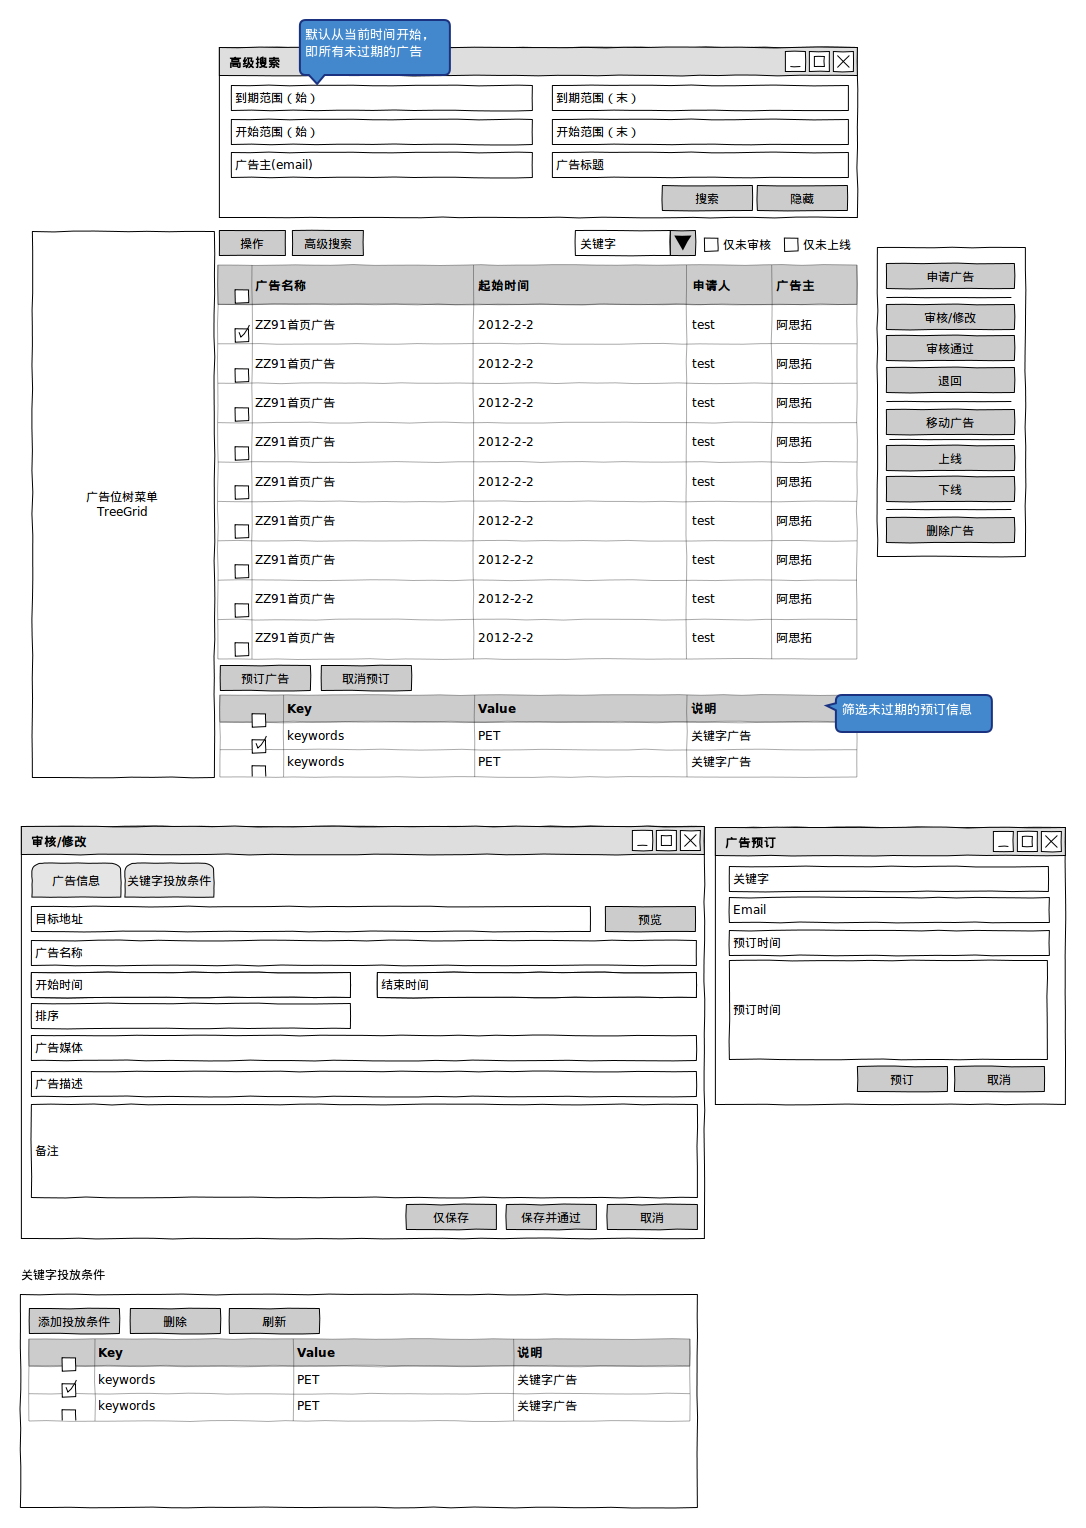 默认从当前时间开始，
即所有未过期的广告
高级搜索
到期范围（始）
到期范围（末）
开始范围（始）
开始范围（末）
广告主(email)
广告标题
搜索
隐藏
操作
高级搜索
关键字
仅未审核
仅未上线
广告位树菜单
TreeGrid
广告名称 起始时间 申请人 广告主
ZZ91首页广告 2012-2-2 test 阿思拓
ZZ91首页广告 2012-2-2 test 阿思拓
ZZ91首页广告 2012-2-2 test 阿思拓
ZZ91首页广告 2012-2-2 test 阿思拓
ZZ91首页广告 2012-2-2 test 阿思拓
ZZ91首页广告 2012-2-2 test 阿思拓
ZZ91首页广告 2012-2-2 test 阿思拓
ZZ91首页广告 2012-2-2 test 阿思拓
ZZ91首页广告 2012-2-2 test 阿思拓
申请广告
审核/修改
审核通过
退回
移动广告
上线
下线
删除广告
预订广告
取消预订
Key Value 说明
keywords PET 关键字广告
keywords PET 关键字广告
筛选未过期的预订信息
审核/修改
广告信息
关键字投放条件
目标地址
预览
广告名称
开始时间
结束时间
排序
广告媒体
广告描述
备注
仅保存
保存并通过
取消
广告预订
关键字
Email
预订时间
预订时间
预订
取消
关键字投放条件
添加投放条件
删除
刷新
Key Value 说明
keywords PET 关键字广告
keywords PET 关键字广告